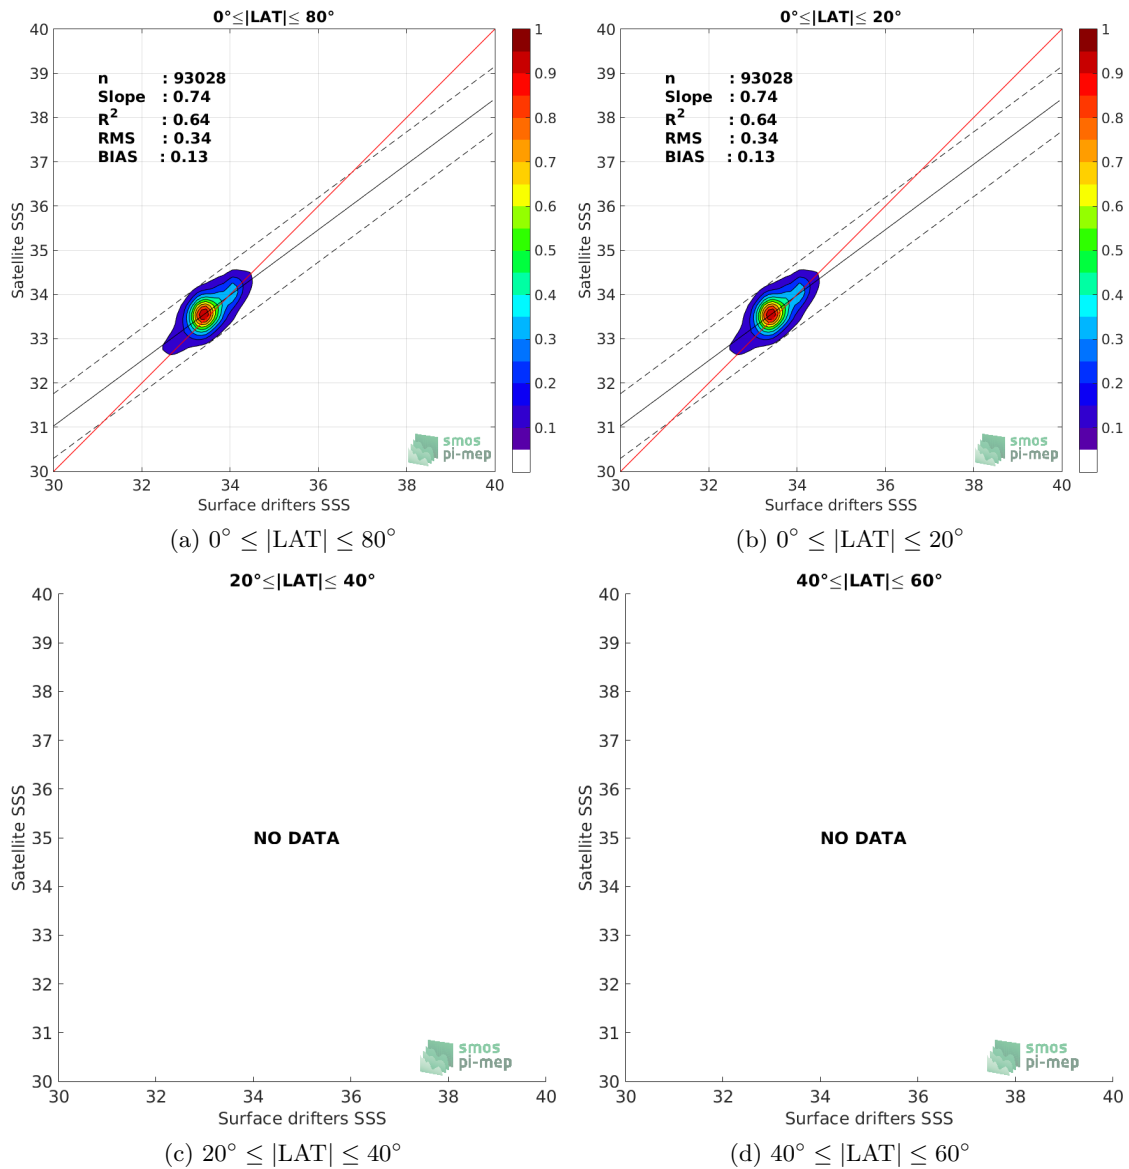 0°≤|LAT|≤ 80°
40
39
38
37
36
35
34
33
32
31
30
30
32
34
36
38
40
Satellite SSS
Surface drifters SSS
n : 93028
Slope : 0.74
R2 : 0.64
RMS : 0.34
BIAS : 0.13
smos
pi-mep
1
0.9
0.8
0.7
0.6
0.5
0.4
0.3
0.2
0.1
(a) 0° ≤ |LAT| ≤ 80°
0°≤|LAT|≤ 20°
40
39
38
37
36
35
34
33
32
31
30
30
32
34
36
38
40
Satellite SSS
Surface drifters SSS
n : 93028
Slope : 0.74
R2 : 0.64
RMS : 0.34
BIAS : 0.13
smos
pi-mep
1
0.9
0.8
0.7
0.6
0.5
0.4
0.3
0.2
0.1
(b) 0° ≤ |LAT| ≤ 20°
20°≤|LAT|≤ 40°
40
39
38
37
36
35
34
33
32
31
30
30
32
34
36
38
40
Satellite SSS
Surface drifters SSS
NO DATA
smos
pi-mep
(c) 20° ≤ |LAT| ≤ 40°
40°≤|LAT|≤ 60°
40
39
38
37
36
35
34
33
32
31
30
30
32
34
36
38
40
Satellite SSS
Surface drifters SSS
NO DATA
smos
pi-mep
(d) 40° ≤ |LAT| ≤ 60°